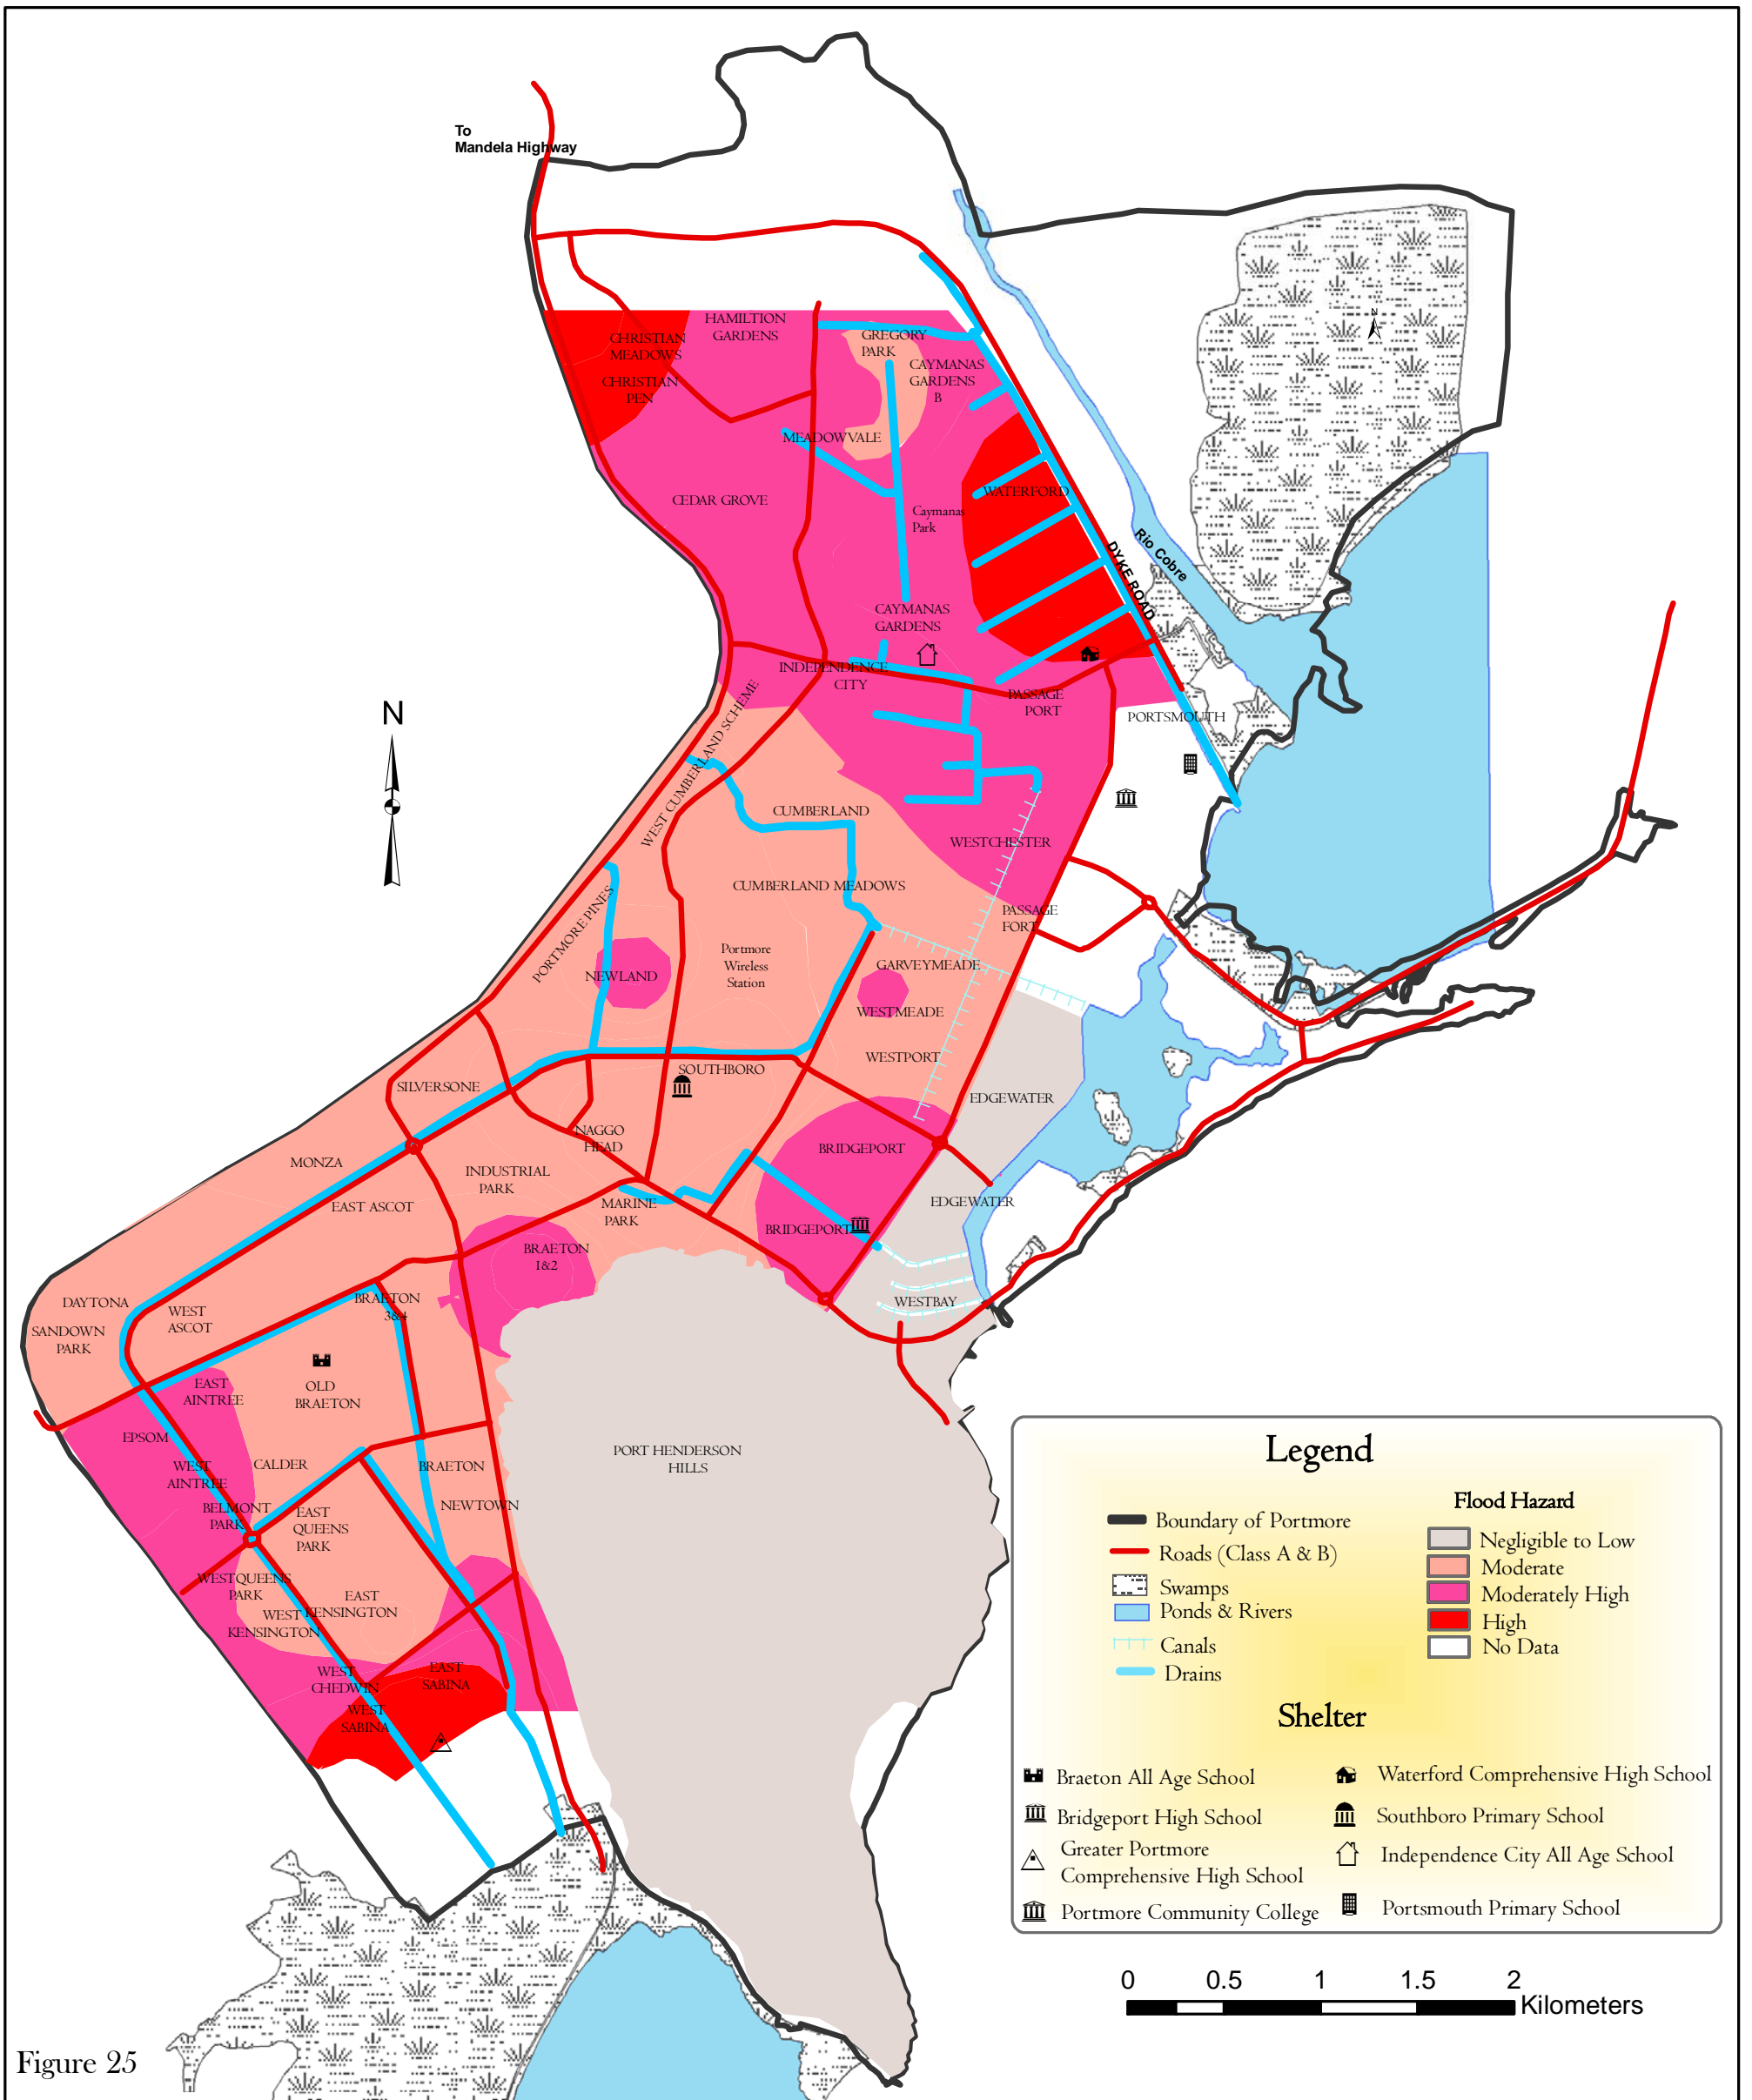 To
Mandela Highway
HAMILTION
GARDENS
CHRISTIAN
MEADOWS
GREGORY
PARK
CHRISTIAN
PEN
CAYMANAS
GARDENS
B
N
MEADOWVALE
CEDAR GROVE
WATERFORD
Caymanas
Park
Rio Cobre
DYKE ROAD
CAYMANAS
GARDENS
INDEPENDENCE
CITY
PASSAGE
PORT
PORTSMOUTH
N
WEST CUMBERLAND SCHEME
CUMBERLAND
WESTCHESTER
CUMBERLAND MEADOWS
PASSAGE
FORT
PORTMORE PINES
Portmore
Wireless
Station
NEWLAND
GARVEYMEADE
WESTMEADE
WESTPORT
SOUTHBORO
SILVERSONE
EDGEWATER
NAGGO
HEAD
BRIDGEPORT
MONZA
INDUSTRIAL
PARK
EAST ASCOT
MARINE
PARK
EDGEWATER
BRIDGEPORT
BRAETON
1&2
DAYTONA
WEST
ASCOT
BRAETON
3&4
WESTBAY
SANDOWN
PARK
EAST
AINTREE
OLD
BRAETON
EPSOM
WEST
AINTREE
CALDER
BRAETON
PORT HENDERSON
HILLS
BELMONT
PARK
EAST
QUEENS
PARK
NEWTOWN
WESTQUEENS
PARK
EAST
KENSINGTON
WEST
KENSINGTON
WEST
CHEDWIN
EAST
SABINA
WEST
SABINA
Legend
Boundary of Portmore
Roads (Class A & B)
Swamps
Ponds & Rivers
Canals
Drains
Flood Hazard
Negligible to Low
Moderate
Moderately High
High
No Data
Shelter
Braeton All Age School
Bridgeport High School
Greater Portmore
Comprehensive High School
Portmore Community College
Waterford Comprehensive High School
Southboro Primary School
Independence City All Age School
Portsmouth Primary School
0 0.5 1 1.5 2
Kilometers
Figure 25